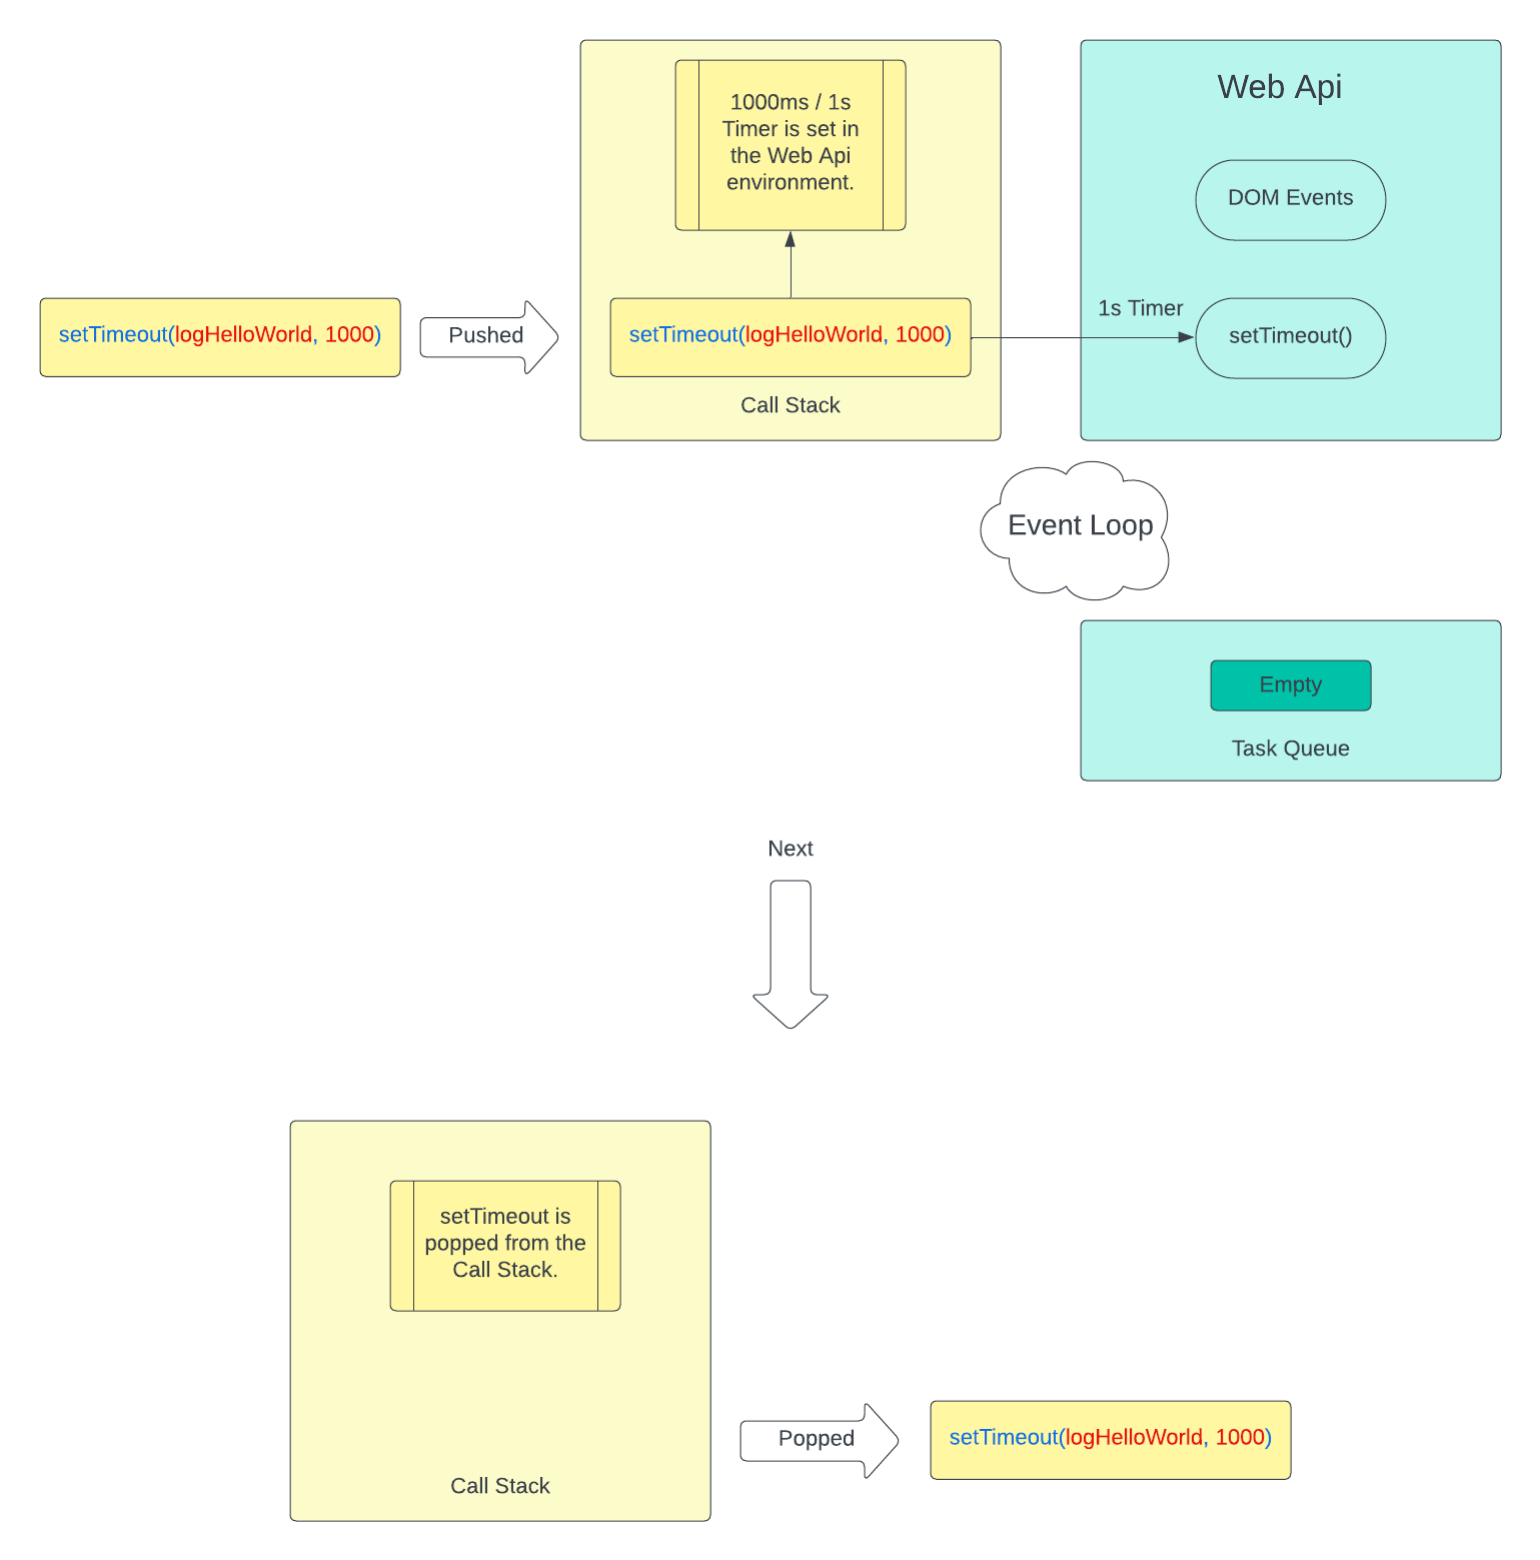 Web Api
1000ms / 1s
Timer is set in
the Web Api
environment.
DOM Events
setTimeout(logHelloWorld, 1000)
Pushed
setTimeout(logHelloWorld, 1000)
1s Timer
setTimeout()
Call Stack
Event Loop
Empty
Task Queue
Next
setTimeout is
popped from the
Call Stack.
Popped
setTimeout(logHelloWorld, 1000)
Call Stack